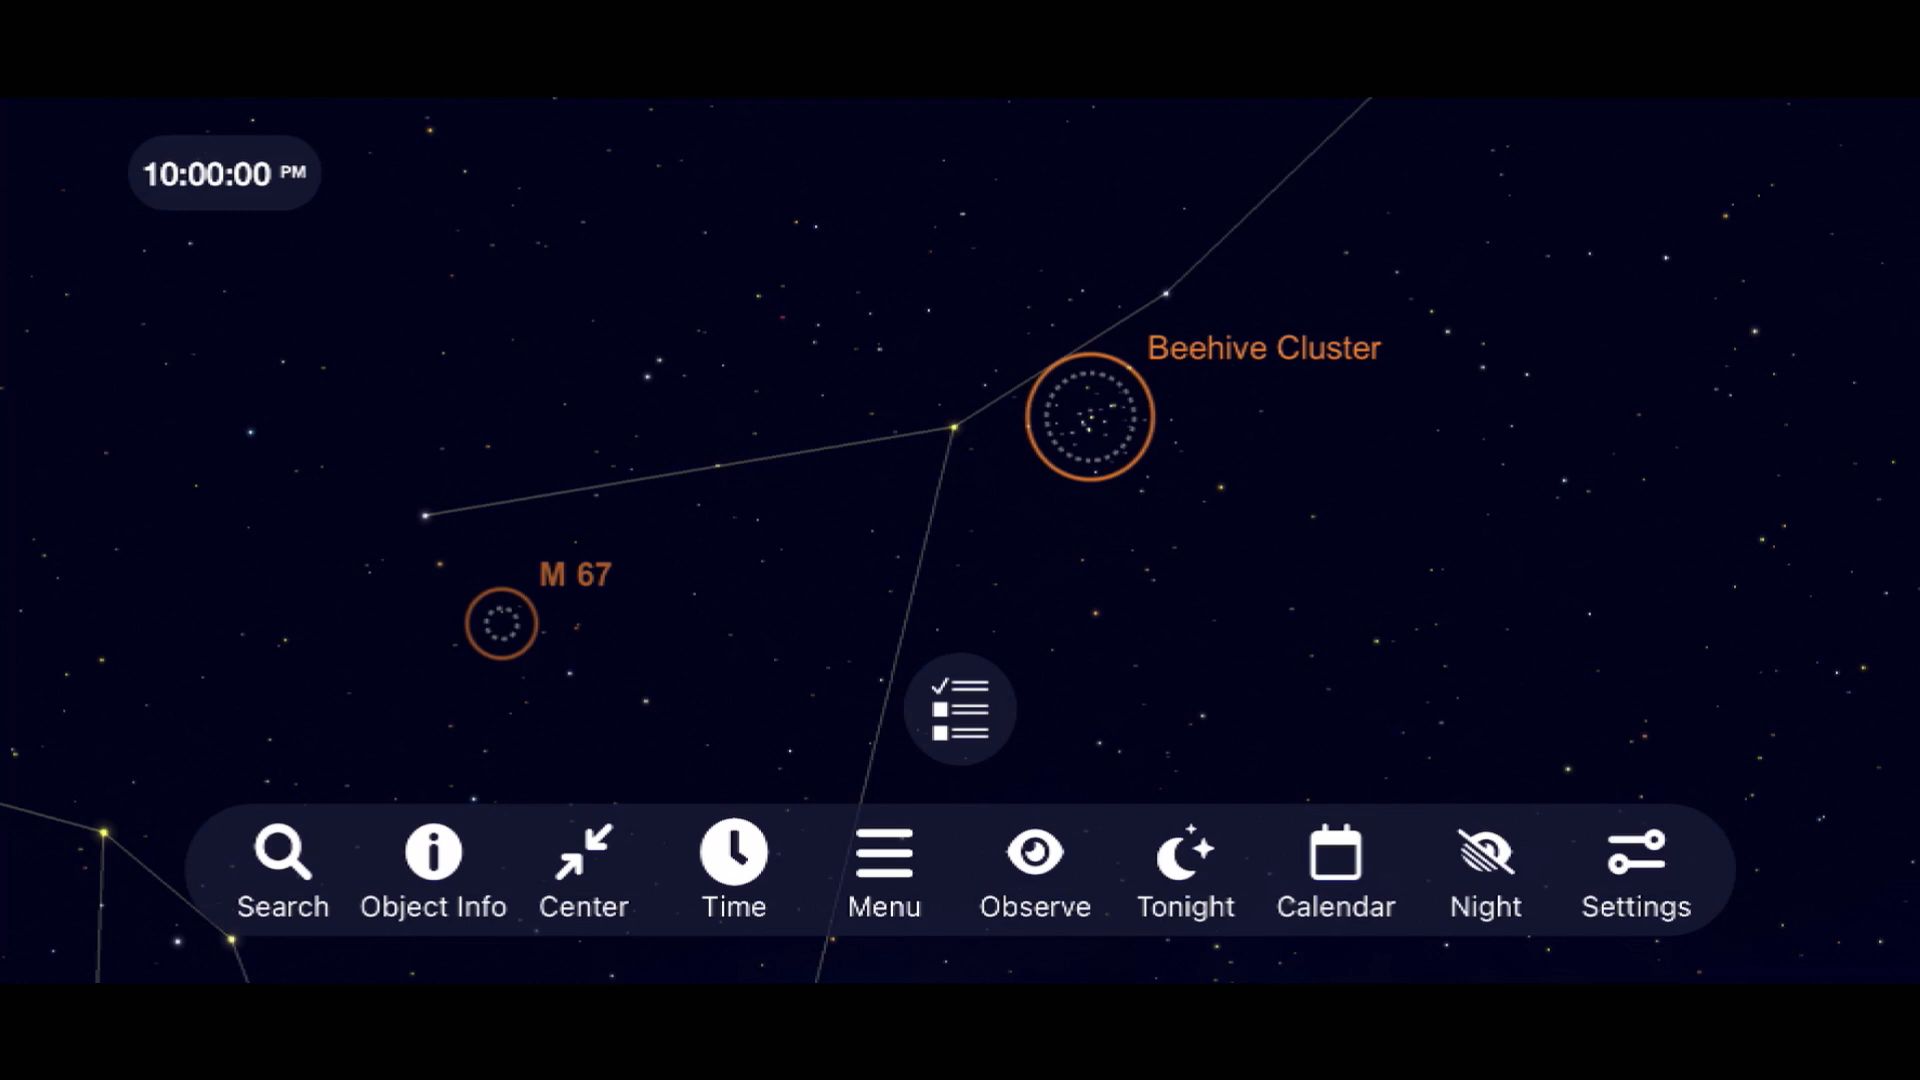 10:00:00 PM
Beehive Cluster
M 67
Search Object Info Center Time Menu Observe Tonight Calendar Night Settings